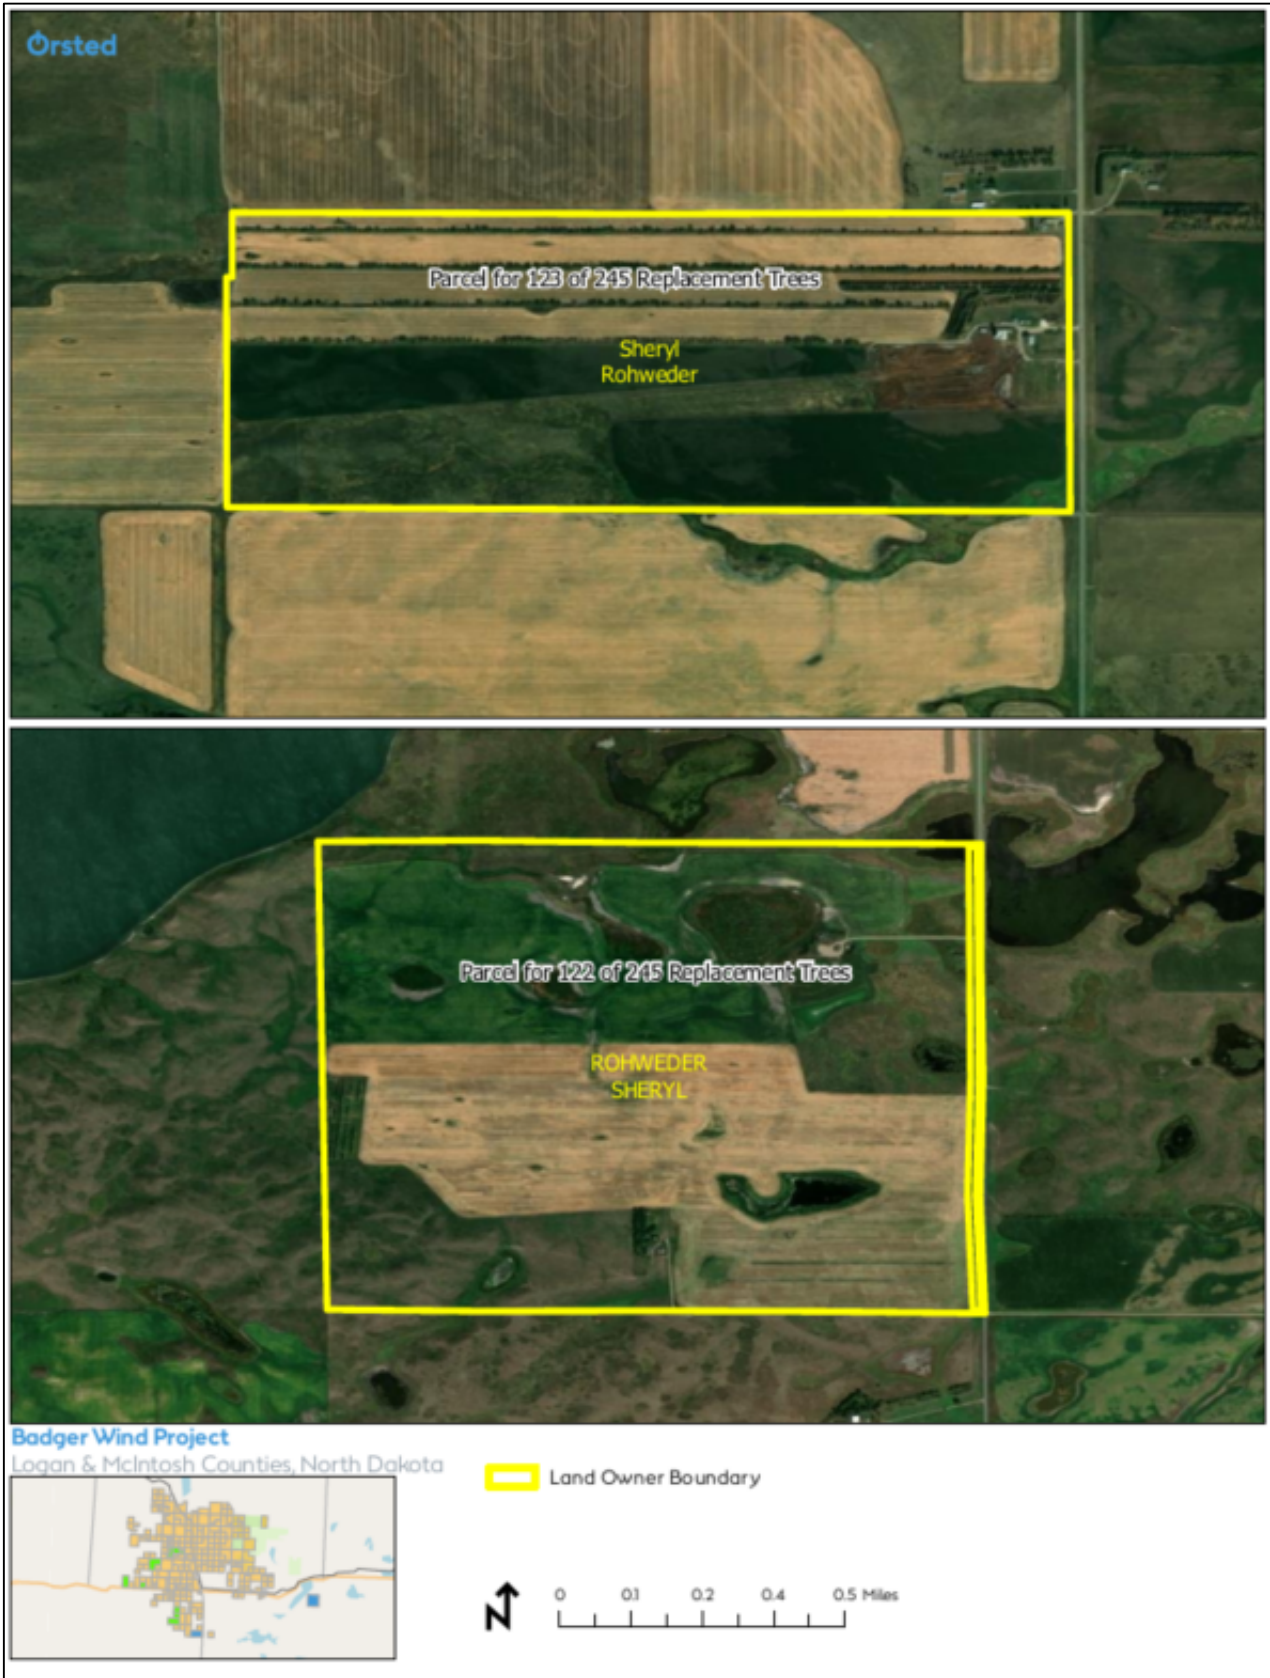 Ørsted
Parcel for 123 of 245 Replacement Trees
Sheryl
Rohweder
Parcel for 122 of 245 Replacement Trees
ROHWEDER
SHERYL
Badger Wind Project
Logan & McIntosh Counties, North Dakota
Land Owner Boundary
N
0 0.1 0.2 0.4 0.5 Miles